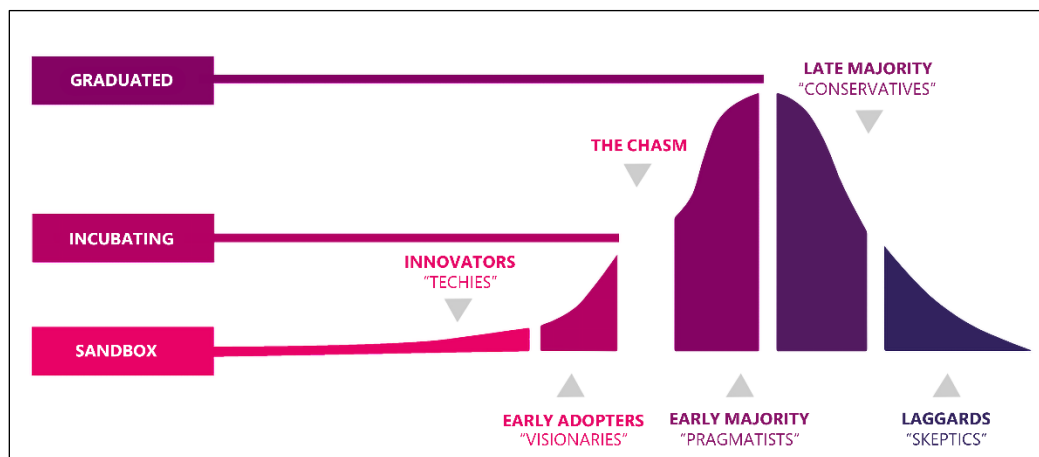 GRADUATED
LATE MAJORITY
“CONSERVATIVES”
THE CHASM
INCUBATING
INNOVATORS
“TECHIES”
SANDBOX
EARLY ADOPTERS
“VISIONARIES”
EARLY MAJORITY
“PRAGMATISTS”
LAGGARDS
“SKEPTICS”